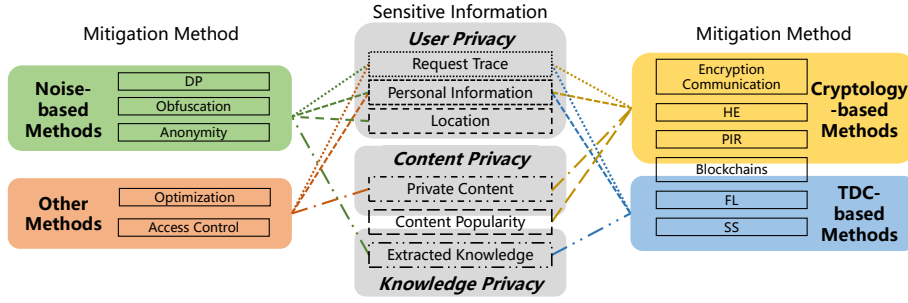 Sensitive Information
Mitigation Method
Mitigation Method
User Privacy
Request Trace
Personal Information
Location
Content Privacy
Private Content
Content Popularity
Extracted Knowledge
Knowledge Privacy
Noise-
based
Methods
DP
Obfuscation
Anonymity
Other
Methods
Optimization
Access Control
Encryption
Communication
HE
PIR
Blockchains
FL
SS
Cryptology
-based
Methods
TDC-
based
Methods